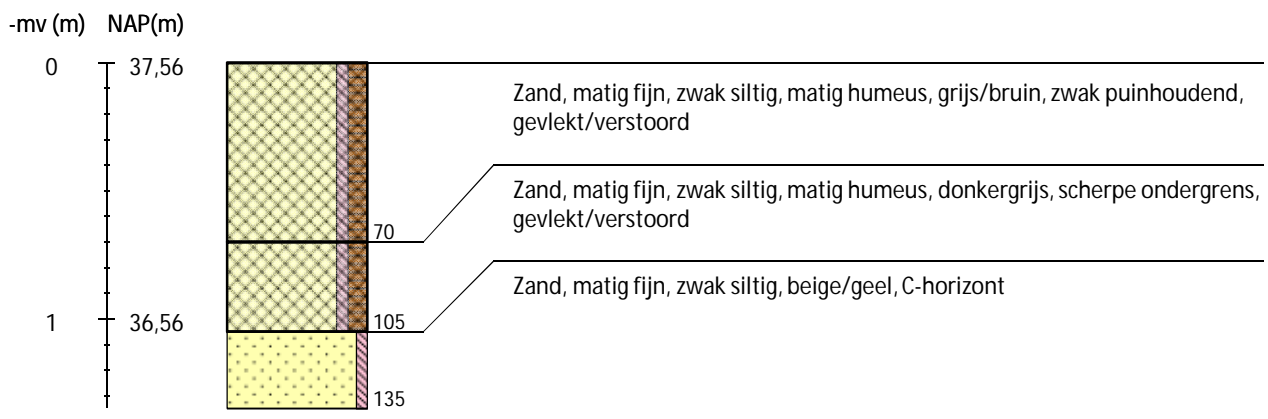 -mv (m) NAP(m)
0 37,56
Zand, matig fijn, zwak siltig, matig humeus, grijs/bruin, zwak puinhoudend,
gevlekt/verstoord
Zand, matig fijn, zwak siltig, matig humeus, donkergrijs, scherpe ondergrens,
gevlekt/verstoord
70
Zand, matig fijn, zwak siltig, beige/geel, C-horizont
1 36,56
105
135